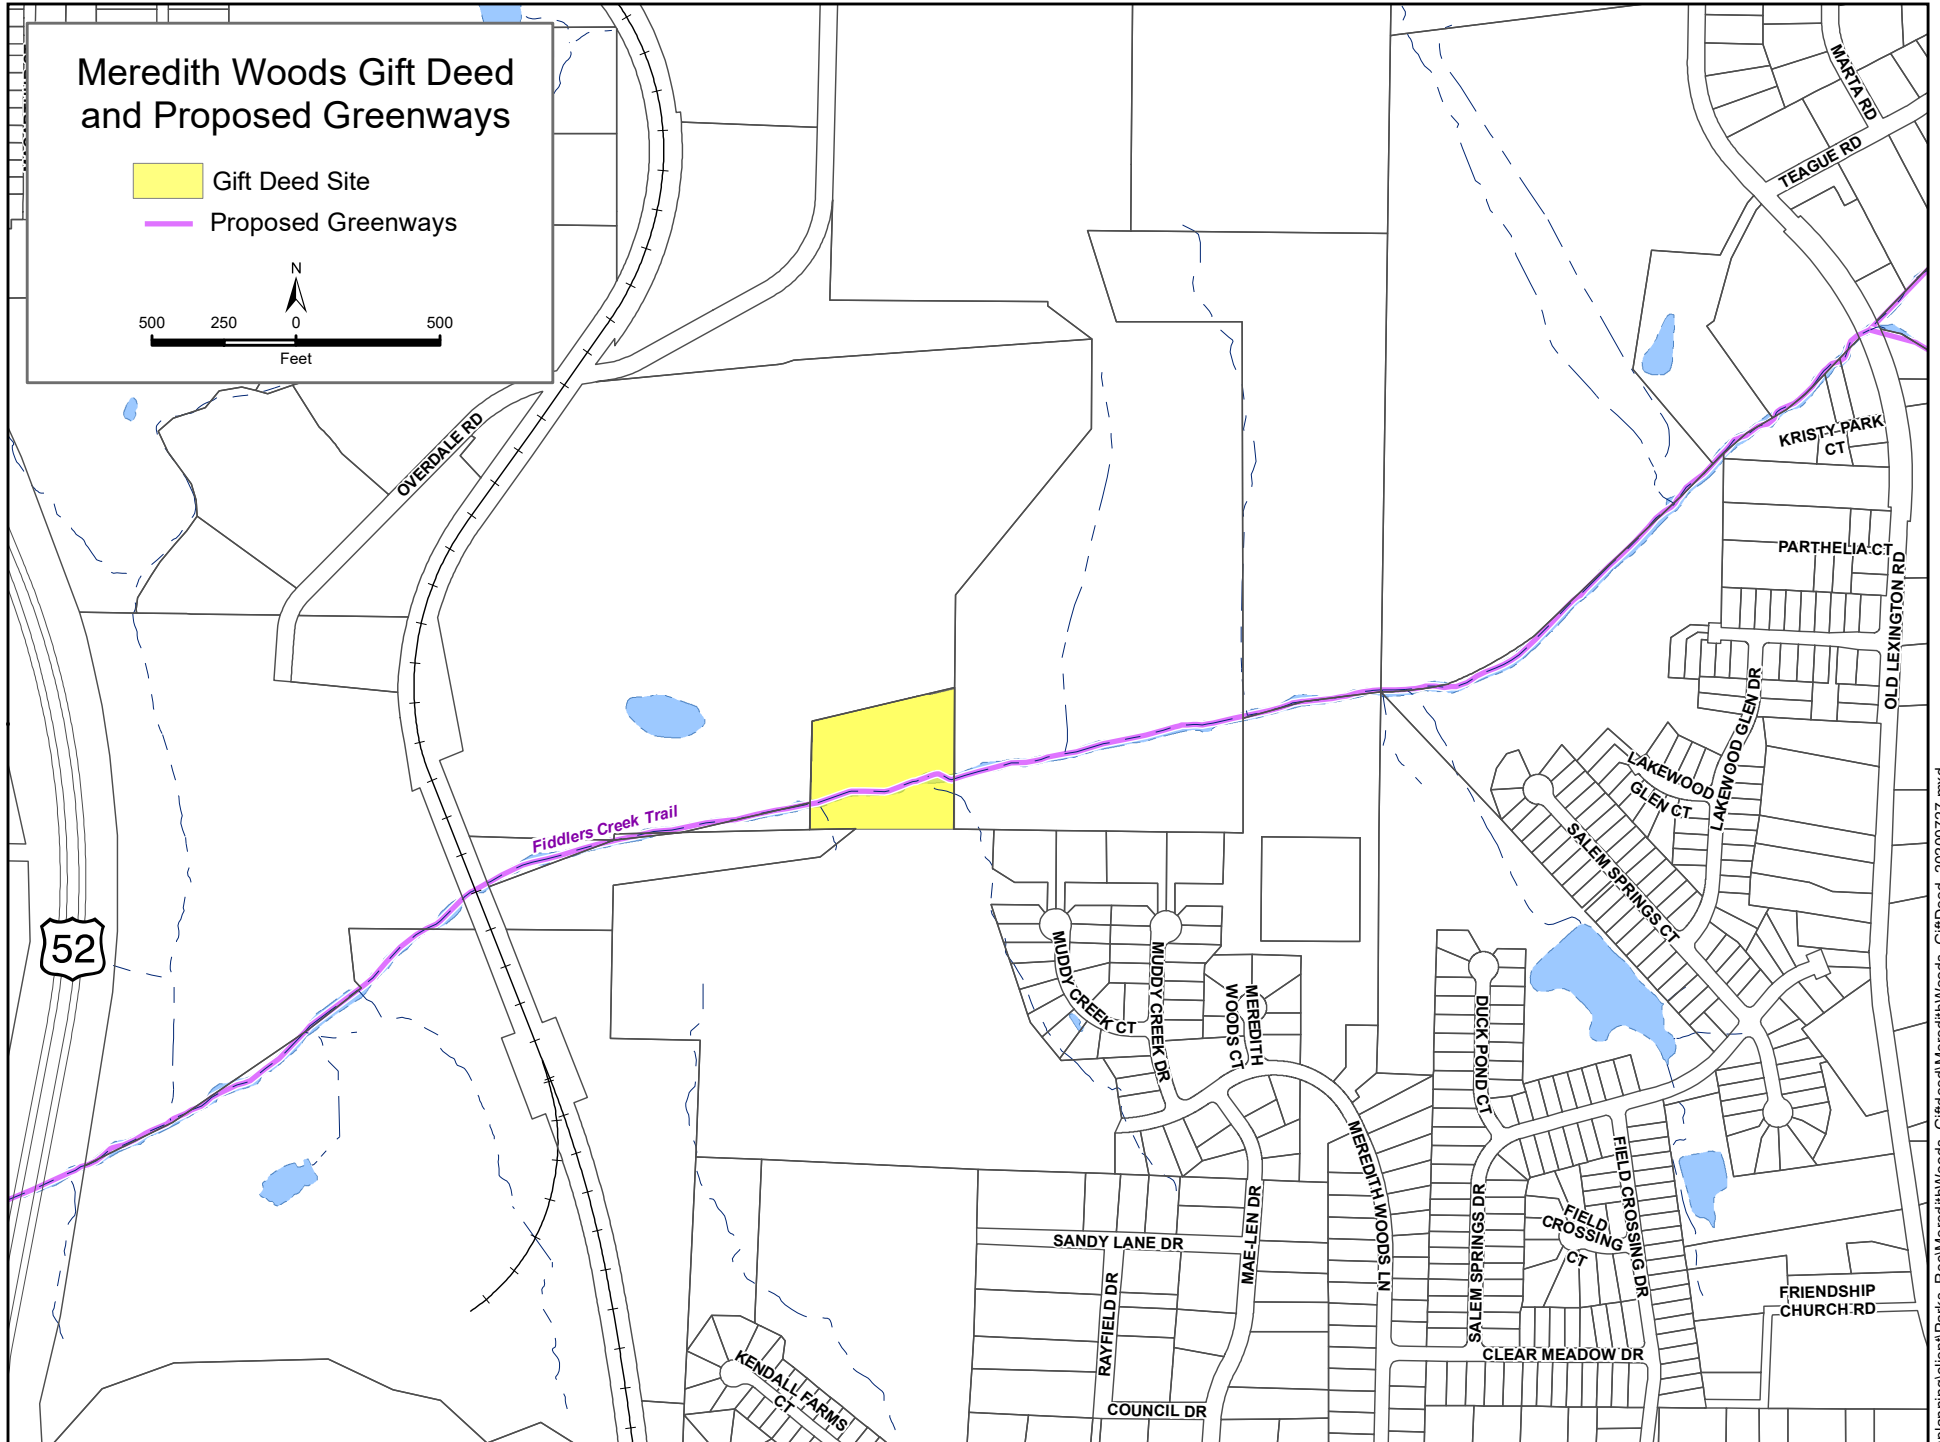 Meredith Woods Gift Deed
and Proposed Greenways
Gift Deed Site
Proposed Greenways
N
500 250 0 500
Feet
MARTA RD
TEAGUE RD
OVERDALE RD
KRISTY PARK
CT
PARTHELIA CT
OLD LEXINGTON RD
LAKEWOOD GLEN DR
LAKEWOOD
GLEN CT
SALEM SPRINGS CT
Fiddlers Creek Trail
52
MUDDY CREEK CT
MUDDY CREEK DR
MEREDITH
WOODS CT
DUCK POND CT
MEREDITH WOODS LN
FIELD CROSSING DR
FIELD
CROSSING
CT
SALEM SPRINGS DR
MAE-LEN DR
SANDY LANE DR
RAYFIELD DR
FRIENDSHIP
CHURCH RD
CLEAR MEADOW DR
KENDALL FARMS
CT
COUNCIL DR